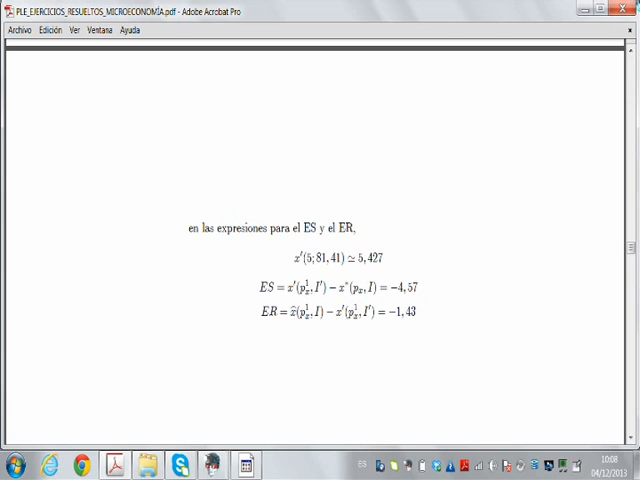 PLE_EJERCICIOS_RESUELTOS_MICROECONOMÍA.pdf - Adobe Acrobat Pro
Archivo Edición Ver Ventana Ayuda
en las expresiones para el ES y el ER,
x′(5; 81, 41) ≃ 5, 427
ES = x′(p¹ₓ, I′) − x*(pₓ, I) = −4, 57
ER = x̂(p¹ₓ, I) − x′(p¹ₓ, I′) = −1, 43
ES
10:08
04/12/2013